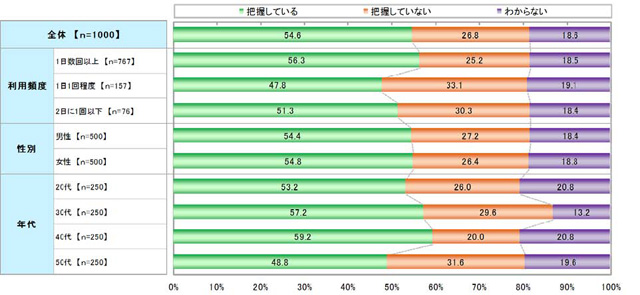 把握している 把握していない わからない
全体 【n=1000】 54.6 26.8 18.6
利用頻度
1日数回以上 【n=767】 56.3 25.2 18.5
1日1回程度 【n=157】 47.8 33.1 19.1
2日に1回以下 【n=76】 51.3 30.3 18.4
性別
男性 【n=500】 54.4 27.2 18.4
女性 【n=500】 54.8 26.4 18.8
年代
20代 【n=250】 53.2 26.0 20.8
30代 【n=250】 57.2 29.6 13.2
40代 【n=250】 59.2 20.0 20.8
50代 【n=250】 48.8 31.6 19.6
0% 10% 20% 30% 40% 50% 60% 70% 80% 90% 100%